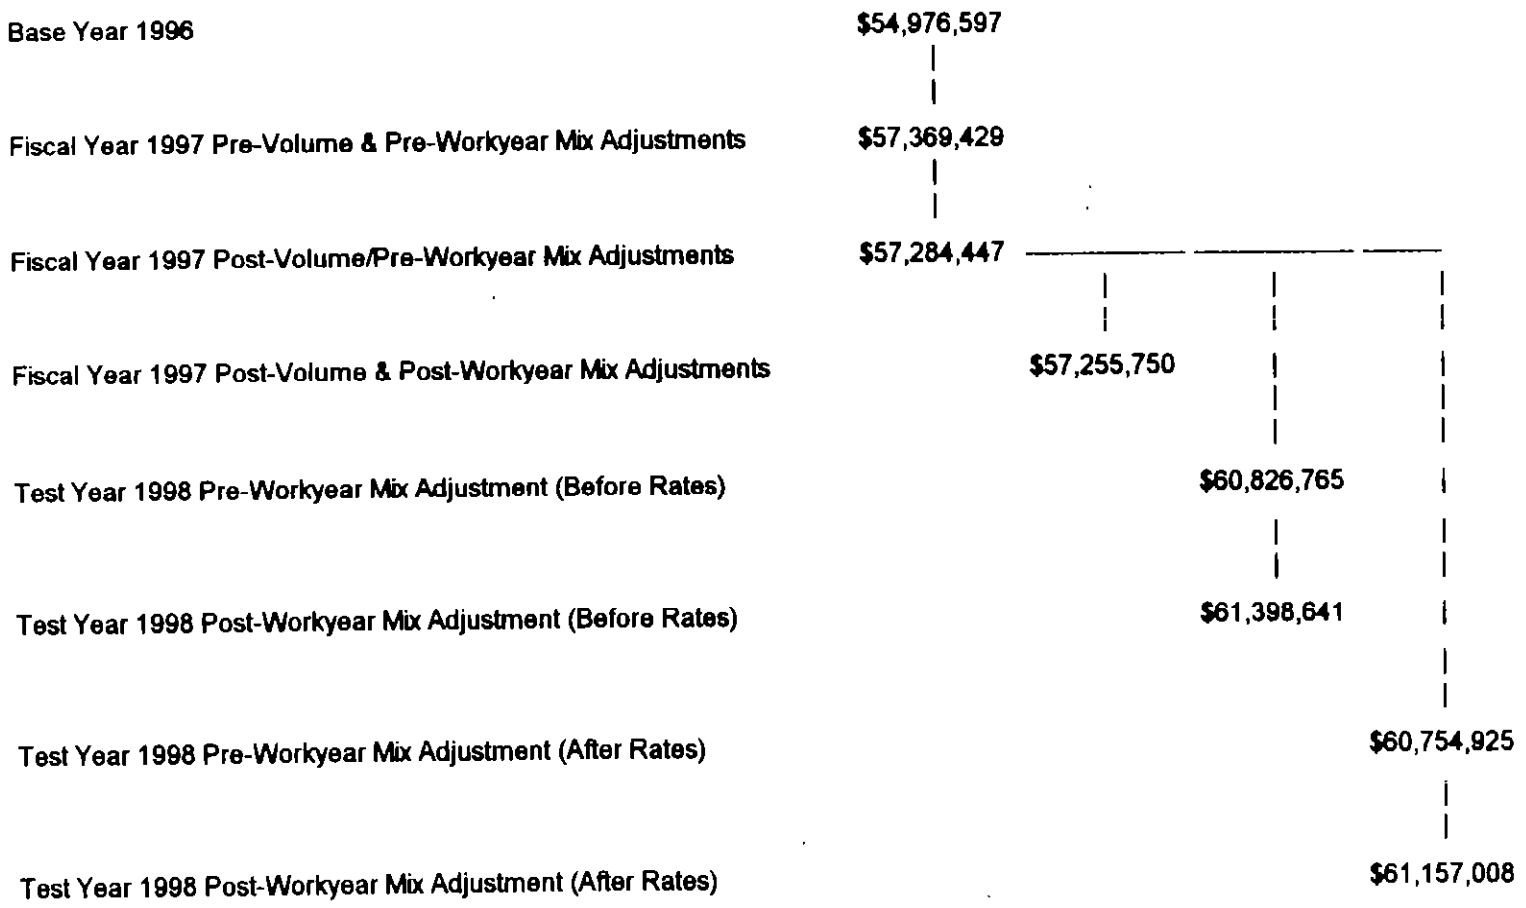 Base Year 1996 $54,976,597
Fiscal Year 1997 Pre-Volume & Pre-Workyear Mix Adjustments $57,369,429
Fiscal Year 1997 Post-Volume/Pre-Workyear Mix Adjustments $57,284,447
Fiscal Year 1997 Post-Volume & Post-Workyear Mix Adjustments $57,255,750
Test Year 1998 Pre-Workyear Mix Adjustment (Before Rates) $60,826,765
Test Year 1998 Post-Workyear Mix Adjustment (Before Rates) $61,398,641
Test Year 1998 Pre-Workyear Mix Adjustment (After Rates) $60,754,925
Test Year 1998 Post-Workyear Mix Adjustment (After Rates) $61,157,008